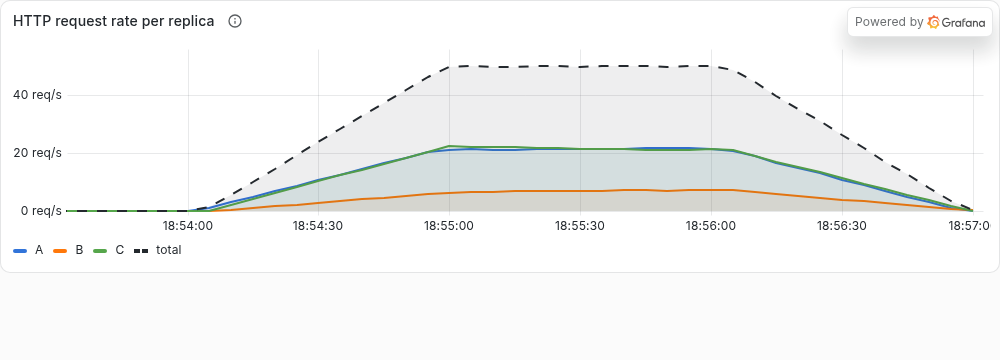 HTTP request rate per replica
Powered by Grafana
40 req/s
20 req/s
0 req/s
18:54:00 18:54:30 18:55:00 18:55:30 18:56:00 18:56:30 18:57:0
A B C total